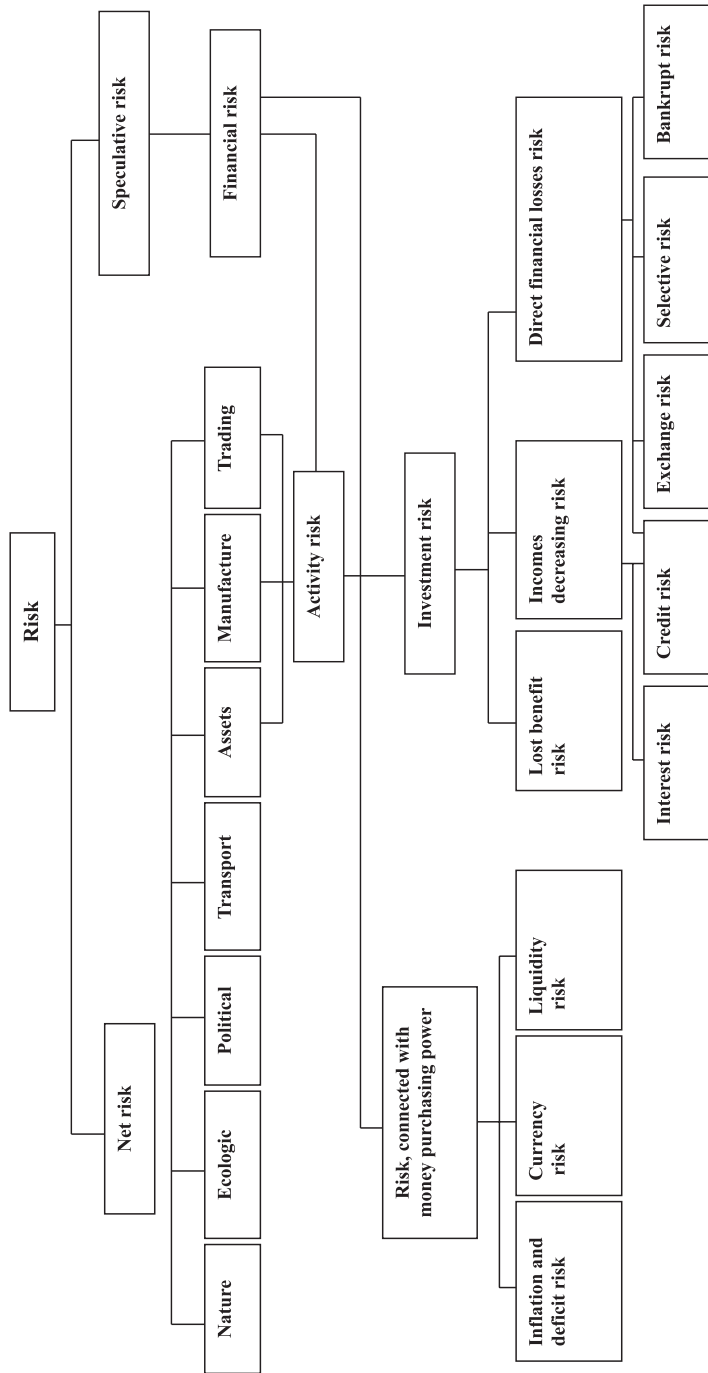 Risk
Net risk
Speculative risk
Nature
Ecologic
Political
Transport
Assets
Manufacture
Trading
Financial risk
Activity risk
Risk, connected with
money purchasing power
Investment risk
Inflation and
deficit risk
Currency
risk
Liquidity
risk
Lost benefit
risk
Incomes
decreasing risk
Direct financial losses risk
Interest risk
Credit risk
Exchange risk
Selective risk
Bankrupt risk